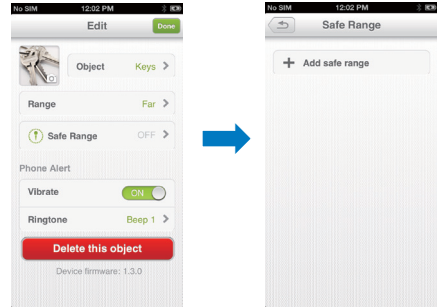 No SIM 12:02 PM
Edit Done
Object Keys
Range Far
Safe Range OFF
Phone Alert
Vibrate ON
Ringtone Beep 1
Delete this object
Device firmware: 1.3.0
No SIM 12:02 PM
Safe Range
+ Add safe range